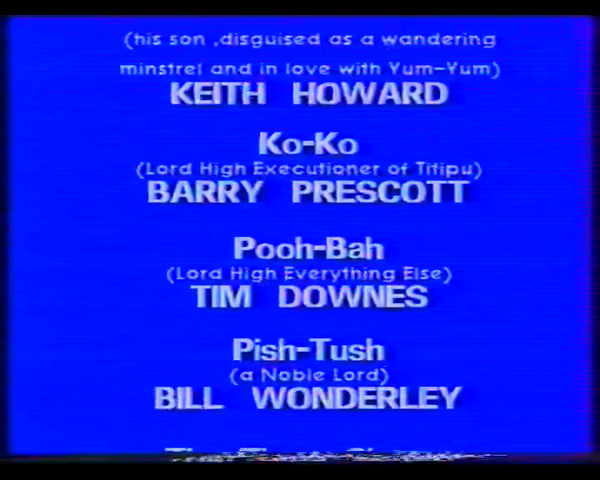 (his son ,disguised as a wandering
minstrel and in love with Yum-Yum)
KEITH HOWARD
Ko-Ko
(Lord High Executioner of Titipu)
BARRY PRESCOTT
Pooh-Bah
(Lord High Everything Else)
TIM DOWNES
Pish-Tush
(a Noble Lord)
BILL WONDERLEY